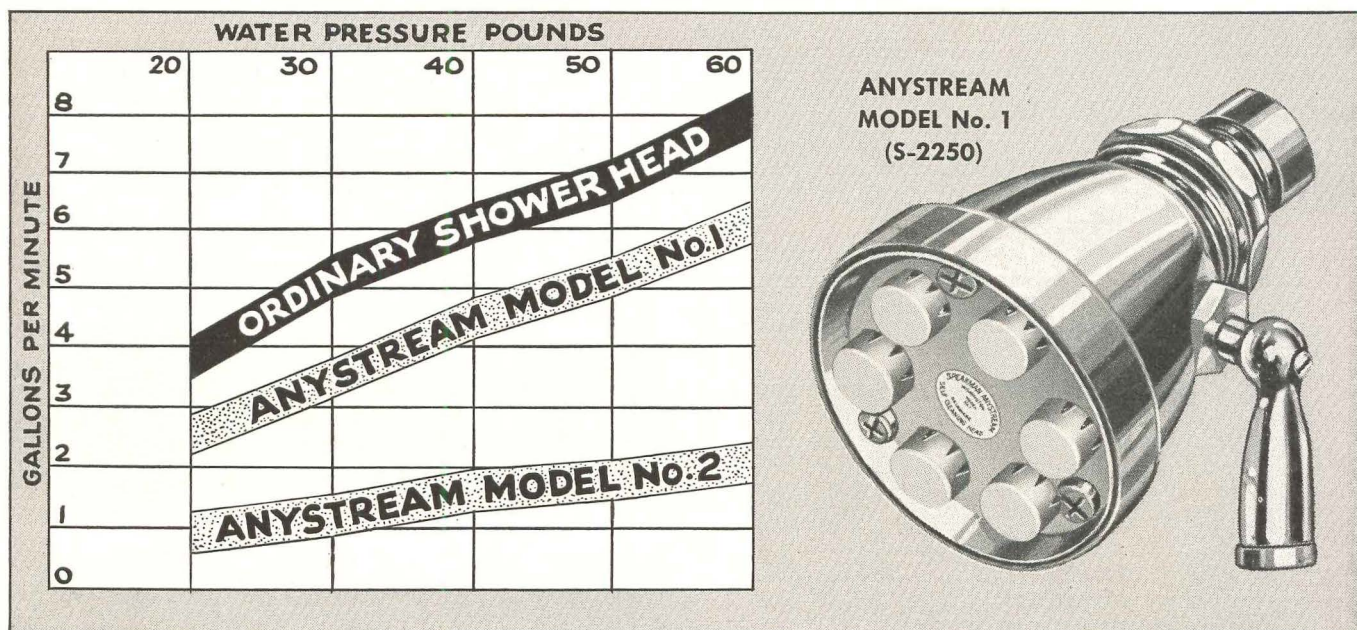 WATER PRESSURE POUNDS
20 30 40 50 60
GALLONS PER MINUTE
8
7
6
5
4
3
2
1
0
ORDINARY SHOWER HEAD
ANYSTREAM MODEL No.1
ANYSTREAM MODEL No.2
ANYSTREAM
MODEL No. 1
(S-2250)
SPEAKMAN ANYSTREAM
SELF CLEANING HEAD